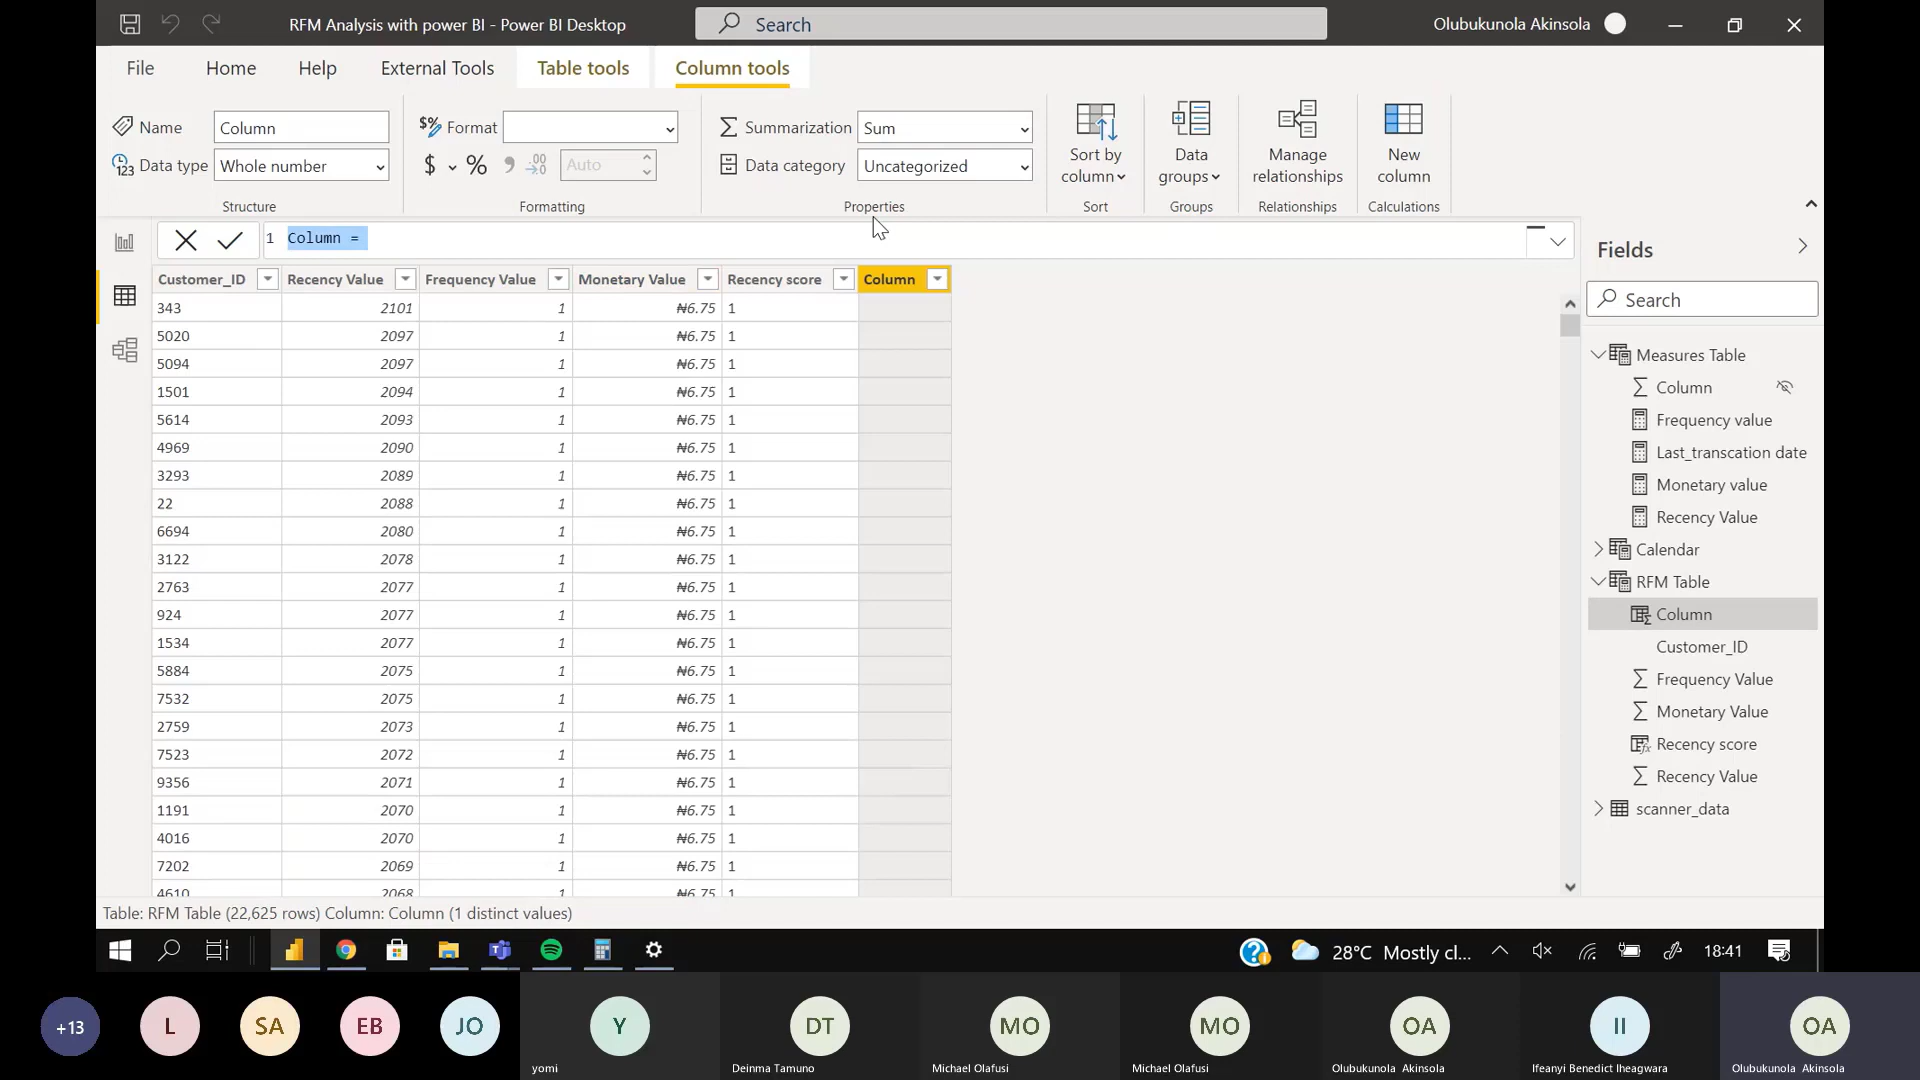 RFM Analysis with power BI - Power BI Desktop
Search
Olubukunola Akinsola
File Home Help External Tools Table tools Column tools
Name Column
Data type Whole number
Structure
$% Format
$ % 9 .00 Auto
Formatting
Summarization Sum
Data category Uncategorized
Properties
Sort by column
Sort
Data groups
Groups
Manage relationships
Relationships
New column
Calculations
1 Column =
Customer_ID Recency Value Frequency Value Monetary Value Recency score Column
343 2101 1 ₦6.75 1
5020 2097 1 ₦6.75 1
5094 2097 1 ₦6.75 1
1501 2094 1 ₦6.75 1
5614 2093 1 ₦6.75 1
4969 2090 1 ₦6.75 1
3293 2089 1 ₦6.75 1
22 2088 1 ₦6.75 1
6694 2080 1 ₦6.75 1
3122 2078 1 ₦6.75 1
2763 2077 1 ₦6.75 1
924 2077 1 ₦6.75 1
1534 2077 1 ₦6.75 1
5884 2075 1 ₦6.75 1
7532 2075 1 ₦6.75 1
2759 2073 1 ₦6.75 1
7523 2072 1 ₦6.75 1
9356 2071 1 ₦6.75 1
1191 2070 1 ₦6.75 1
4016 2070 1 ₦6.75 1
7202 2069 1 ₦6.75 1
4610 2068 1 ₦6.75 1
Fields
Search
Measures Table
Column
Frequency value
Last_transcation date
Monetary value
Recency Value
Calendar
RFM Table
Column
Customer_ID
Frequency Value
Monetary Value
Recency score
Recency Value
scanner_data
Table: RFM Table (22,625 rows) Column: Column (1 distinct values)
28°C Mostly cl... 18:41
+13 L SA EB JO Y DT MO MO OA II OA
yomi Deinma Tamuno Michael Olafusi Michael Olafusi Olubukunola Akinsola Ifeanyi Benedict Iheagwara Olubukunola Akinsola